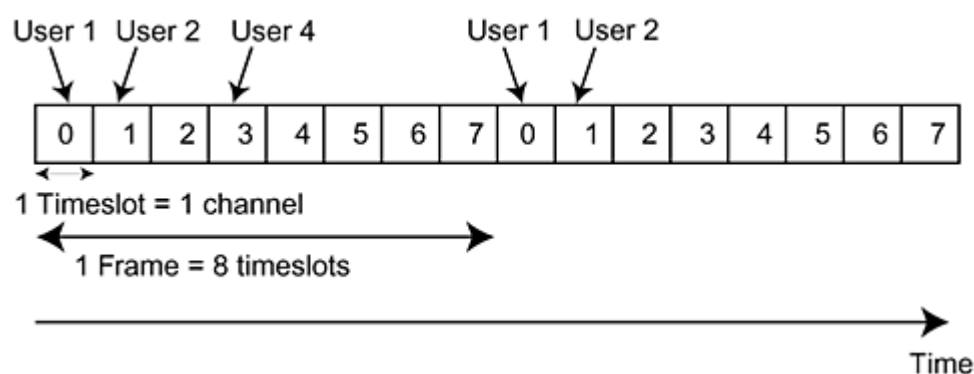 User 1 User 2 User 4 User 1 User 2
0 1 2 3 4 5 6 7 0 1 2 3 4 5 6 7
1 Timeslot = 1 channel
1 Frame = 8 timeslots
Time